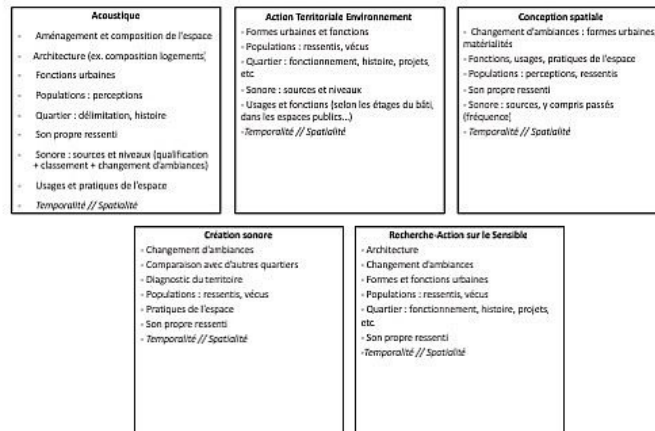 Acoustique
- Aménagement et composition de l'espace
- Architecture (ex. composition logements)
- Fonctions urbaines
- Populations : perceptions
- Quartier : délimitation, histoire
- Son propre ressenti
- Sonore : sources et niveaux (qualification
+ classement + changement d'ambiances)
- Usages et pratiques de l'espace
- Temporalité // Spatialité
Action Territoriale Environnement
- Formes urbaines et fonctions
- Populations : ressentis, vécus
- Quartier : fonctionnement, histoire, projets,
etc
- Sonore : sources et niveaux
- Usages et fonctions (selon les étages du bâti,
dans les espaces publics...)
-Temporalité // Spatialité
Conception spatiale
- Changement d'ambiances : formes urbaines
matérialités
- Fonctions, usages, pratiques de l'espace
- Populations : perceptions, ressentis
- Son propre ressenti
- Sonore : sources, y compris passés
(fréquence)
- Temporalité // Spatialité
Création sonore
- Changement d'ambiances
- Comparaison avec d'autres quartiers
- Diagnostic du territoire
- Populations : ressentis, vécus
- Pratiques de l'espace
- Son propre ressenti
- Temporalité // Spatialité
Recherche-Action sur le Sensible
- Architecture
- Changement d'ambiances
- Formes et fonctions urbaines
- Populations : ressentis, vécus
- Quartier : fonctionnement, histoire, projets,
etc
- Son propre ressenti
-Temporalité // Spatialité